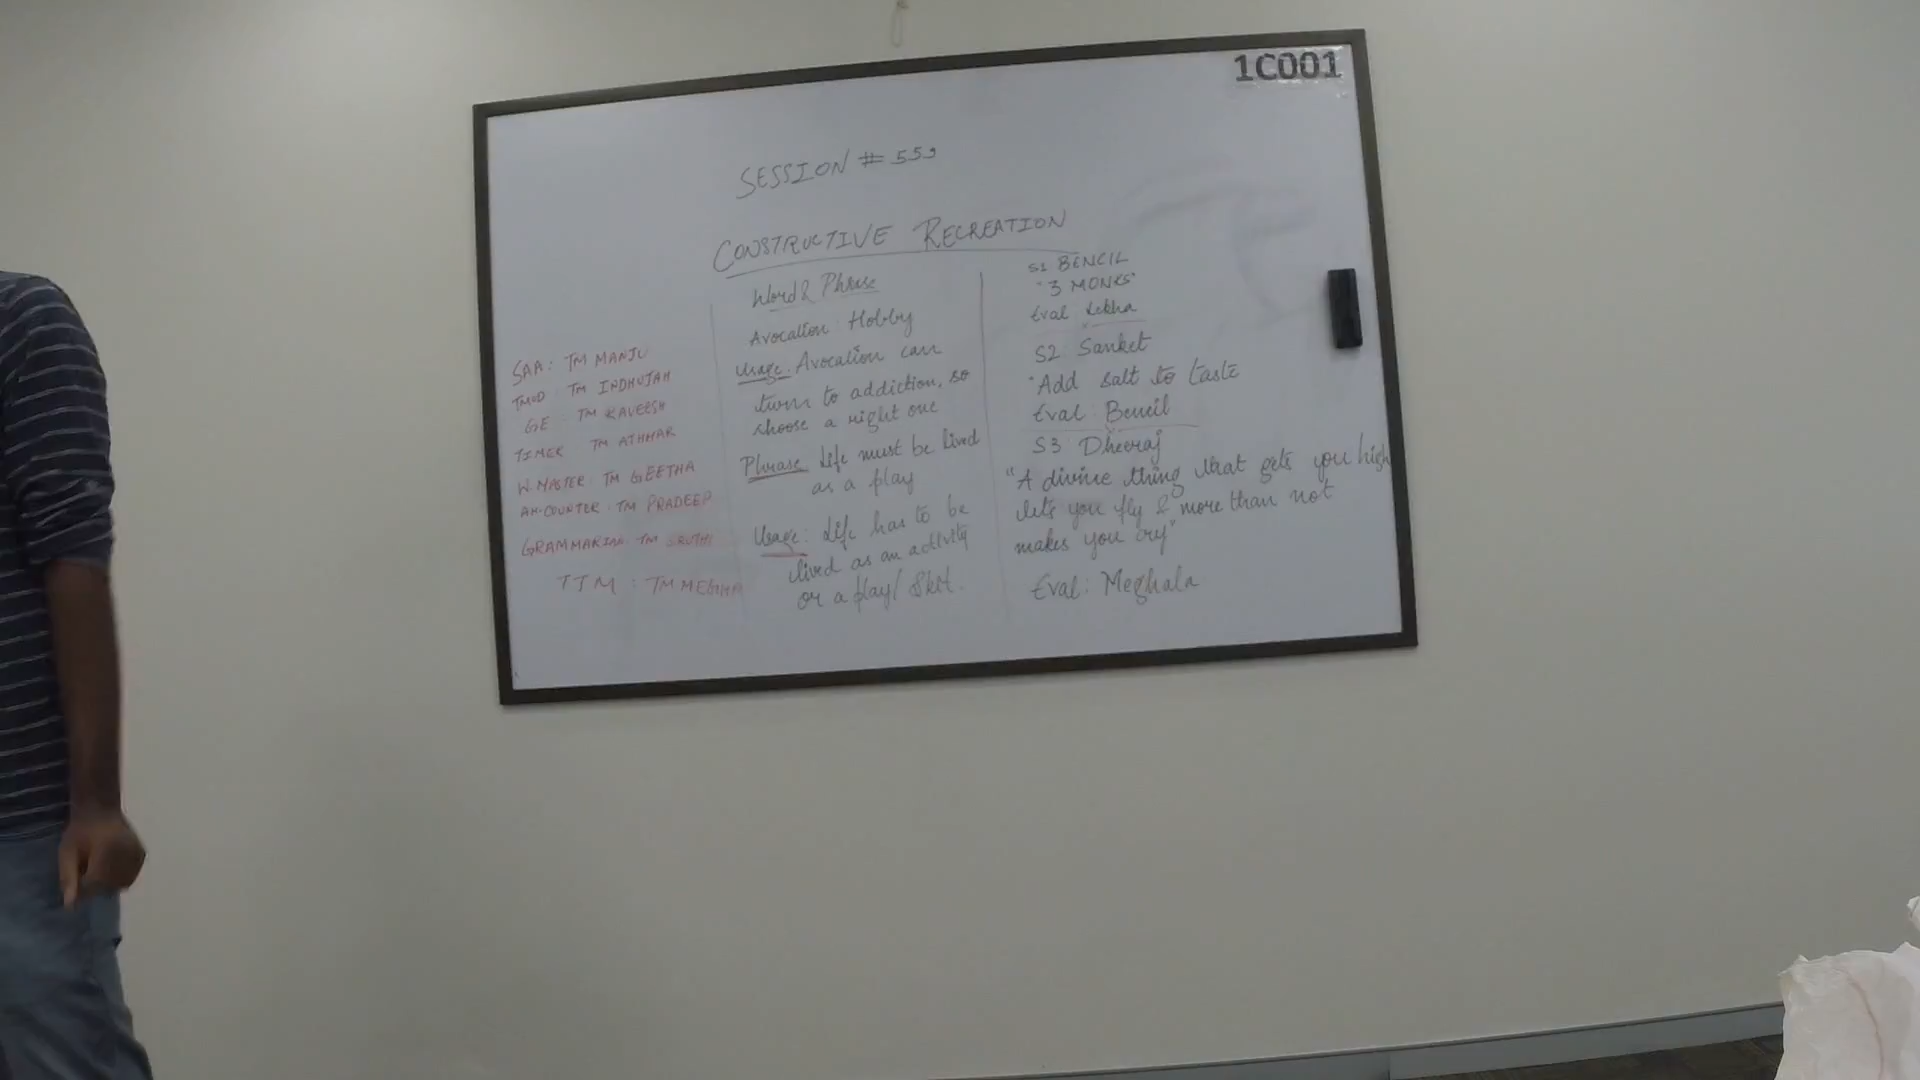 1C001
SESSION # 559
CONSTRUCTIVE RECREATION
SAA: TM MANJU
TMOD TM INDHUJAH
GE : TM RAVEESH
TIMER TM ATHMAR
W.MASTER TM GEETHA
AH-COUNTER TM PRADEEP
GRAMMARIAN TM
TTM : TM MEGHA
Word & Phrase
Avocation: Hobby
Usage: Avocation can
turn to addiction, so
choose a right one
Phrase Life must be lived
as a play
Usage: Life has to be
lived as an activity
or a play/ Skit.
S1 BENCIL
"3 MONKS"
Eval Rekha
S2: Sanket
"Add salt to taste
Eval: Bencil
S3 Dheeraj
"A divine thing that gets you high
lets you fly & more than not
makes you cry"
Eval: Meghala